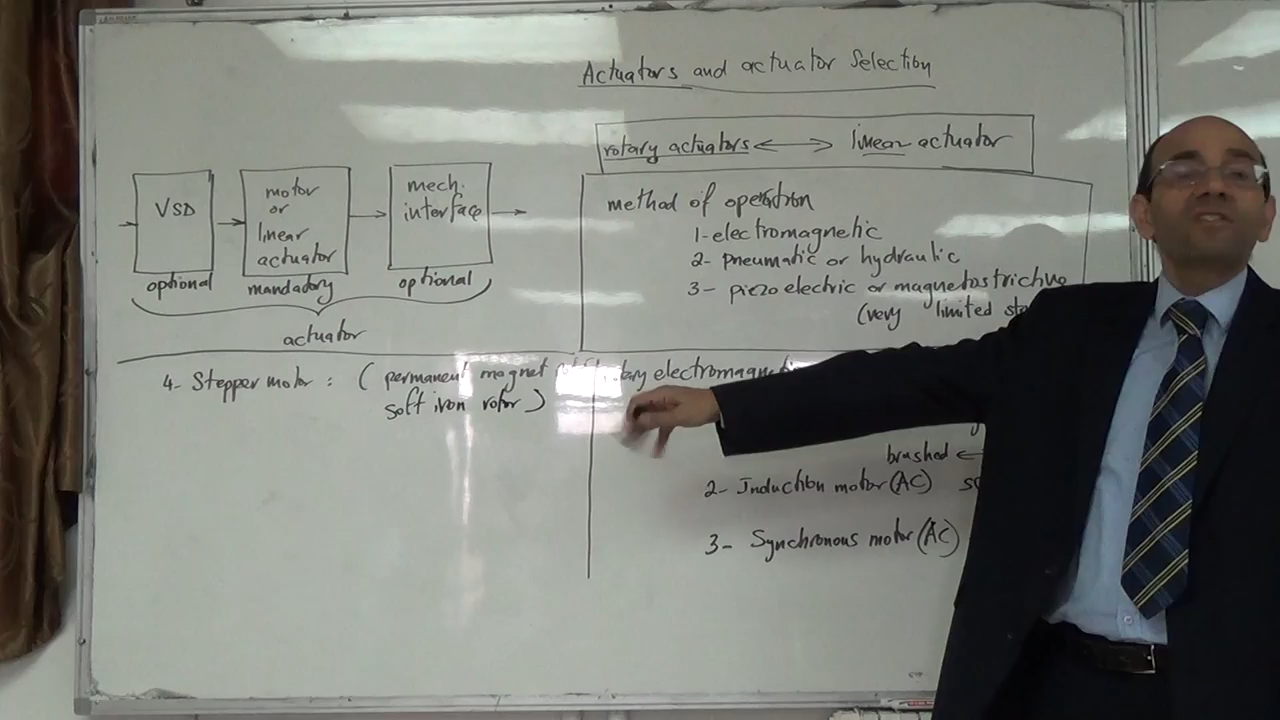 Actuators and actuator Selection
rotary actuators ⟷ linear actuator
VSD
optional
motor
or
linear
actuator
mandatory
mech.
interface
optional
actuator
method of operation
1- electromagnetic
2- pneumatic or hydraulic
3- piezoelectric or magnetostrictive
(very limited
4- Stepper motor : ( permanent magnet
soft iron rotor )
electromagnetic
brushed ←
2- Induction motor (AC)
3- Synchronous motor (AC)